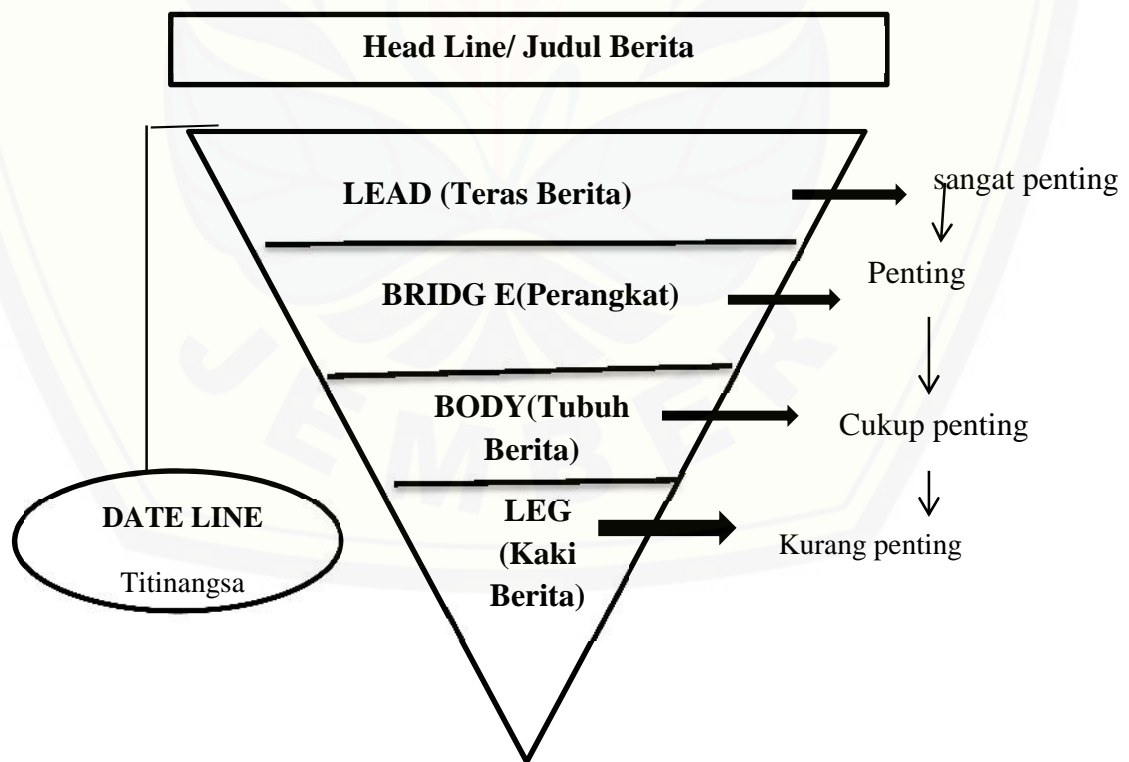 Head Line/ Judul Berita
LEAD (Teras Berita)
sangat penting
BRIDG E(Perangkat)
Penting
BODY(Tubuh
Berita)
Cukup penting
LEG
(Kaki
Berita)
Kurang penting
DATE LINE
Titinangsa
JEMBER